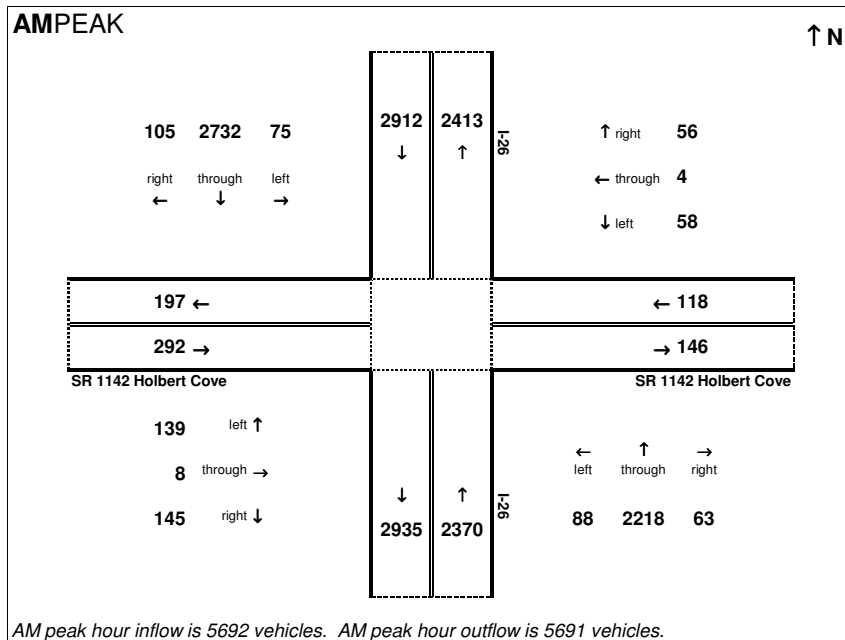 AMPEAK
↑ N
105 2732 75
right through left
← ↓ →
2912 2413
↓ ↑
I-26
↑ right 56
← through 4
↓ left 58
197 ←
292 →
← 118
→ 146
SR 1142 Holbert Cove
SR 1142 Holbert Cove
139 left ↑
8 through →
145 right ↓
↓ ↑
2935 2370
I-26
← ↑ →
left through right
88 2218 63
AM peak hour inflow is 5692 vehicles. AM peak hour outflow is 5691 vehicles.